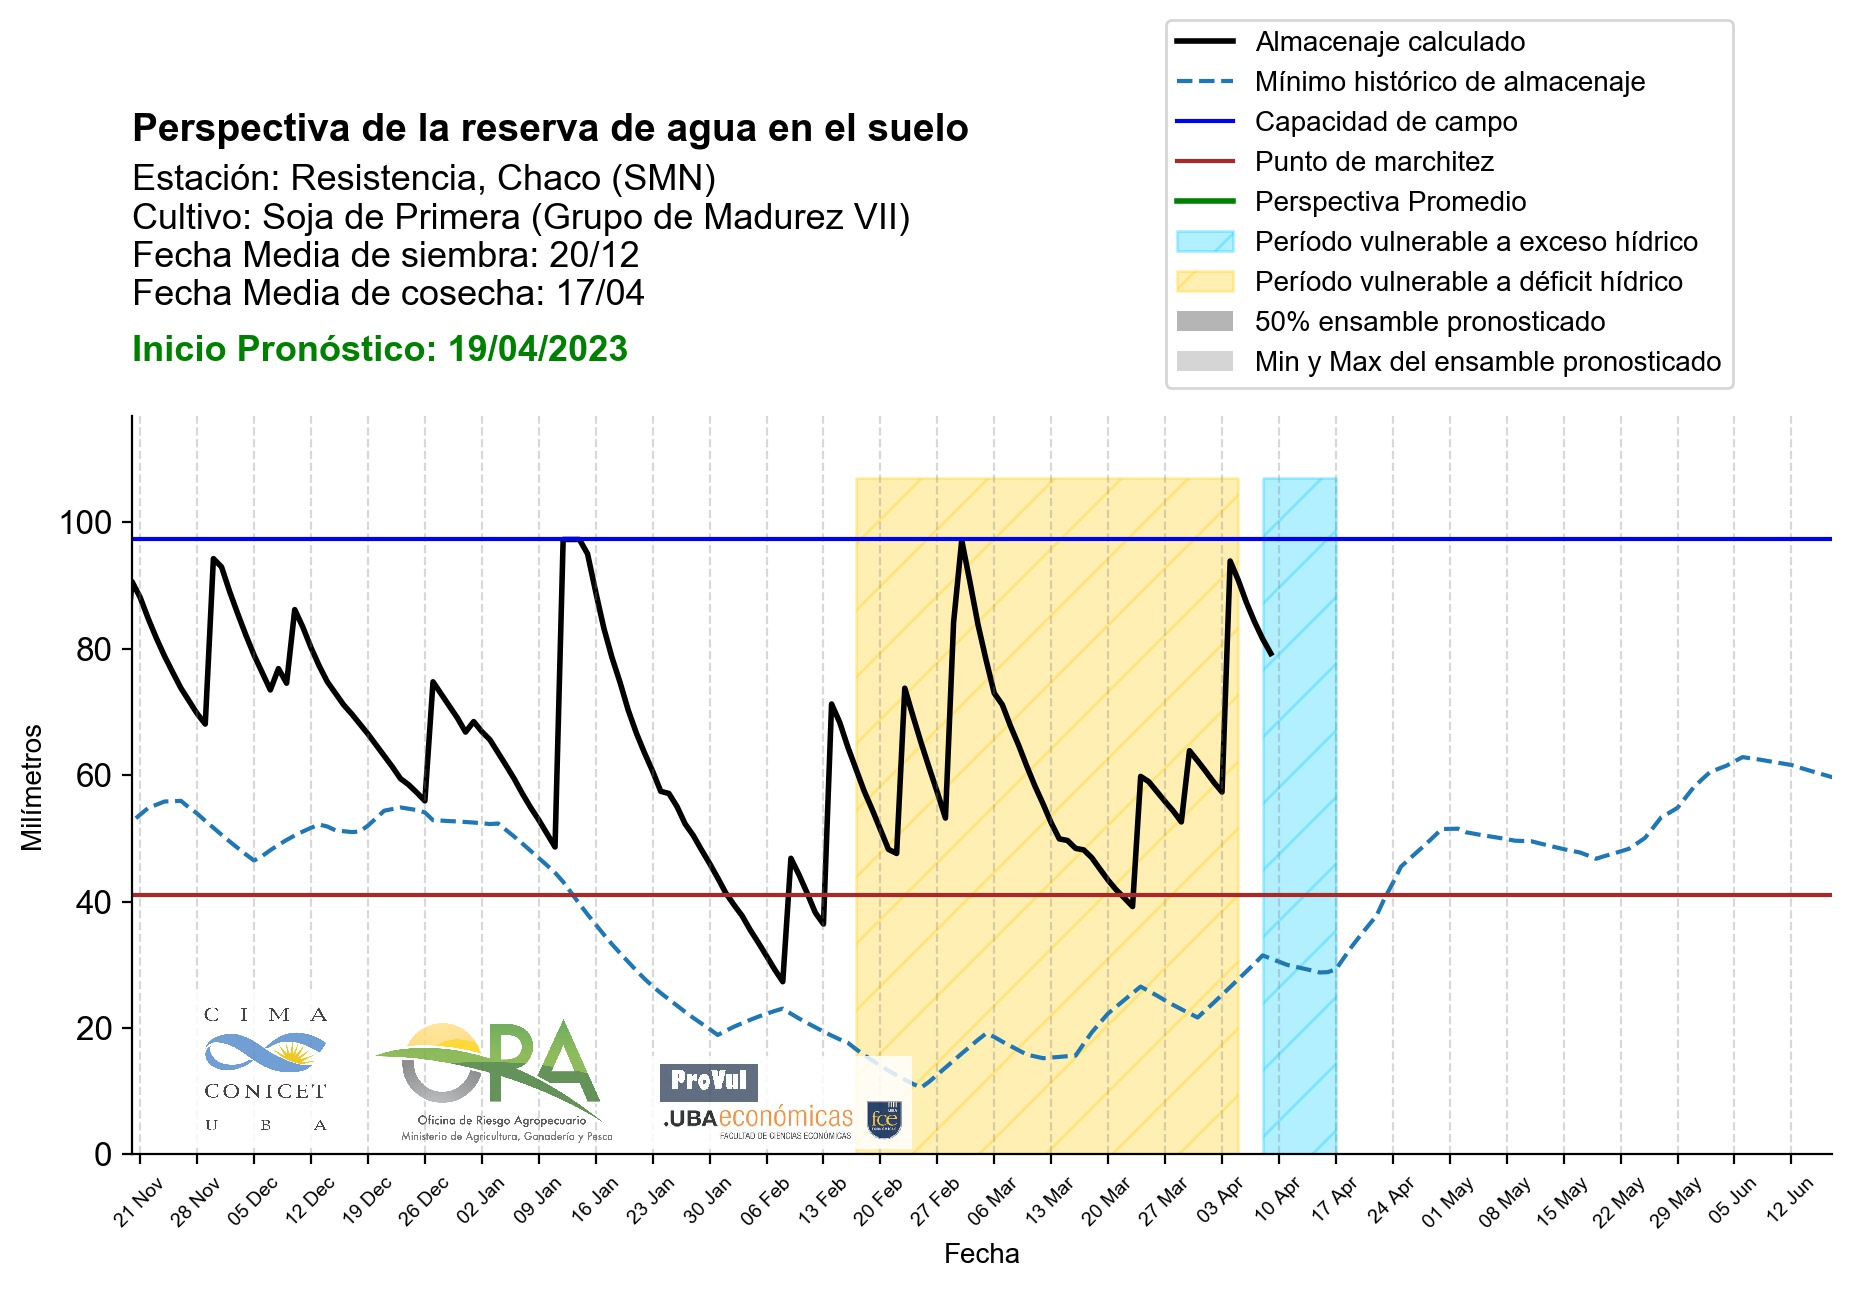 Almacenaje calculado
Mínimo histórico de almacenaje
Capacidad de campo
Punto de marchitez
Perspectiva Promedio
Período vulnerable a exceso hídrico
Período vulnerable a déficit hídrico
50% ensamble pronosticado
Min y Max del ensamble pronosticado
Perspectiva de la reserva de agua en el suelo
Estación: Resistencia, Chaco (SMN)
Cultivo: Soja de Primera (Grupo de Madurez VII)
Fecha Media de siembra: 20/12
Fecha Media de cosecha: 17/04
Inicio Pronóstico: 19/04/2023
100
80
60
40
20
0
Milímetros
CIMA
CONICET
UBA
ORA
Oficina de Riesgo Agropecuario
Ministerio de Agricultura, Ganadería y Pesca
ProVul
.UBAeconómicas
FACULTAD DE CIENCIAS ECONÓMICAS
fce
21 Nov
28 Nov
05 Dec
12 Dec
19 Dec
26 Dec
02 Jan
09 Jan
16 Jan
23 Jan
30 Jan
06 Feb
13 Feb
20 Feb
27 Feb
06 Mar
13 Mar
20 Mar
27 Mar
03 Apr
10 Apr
17 Apr
24 Apr
01 May
08 May
15 May
22 May
29 May
05 Jun
12 Jun
Fecha